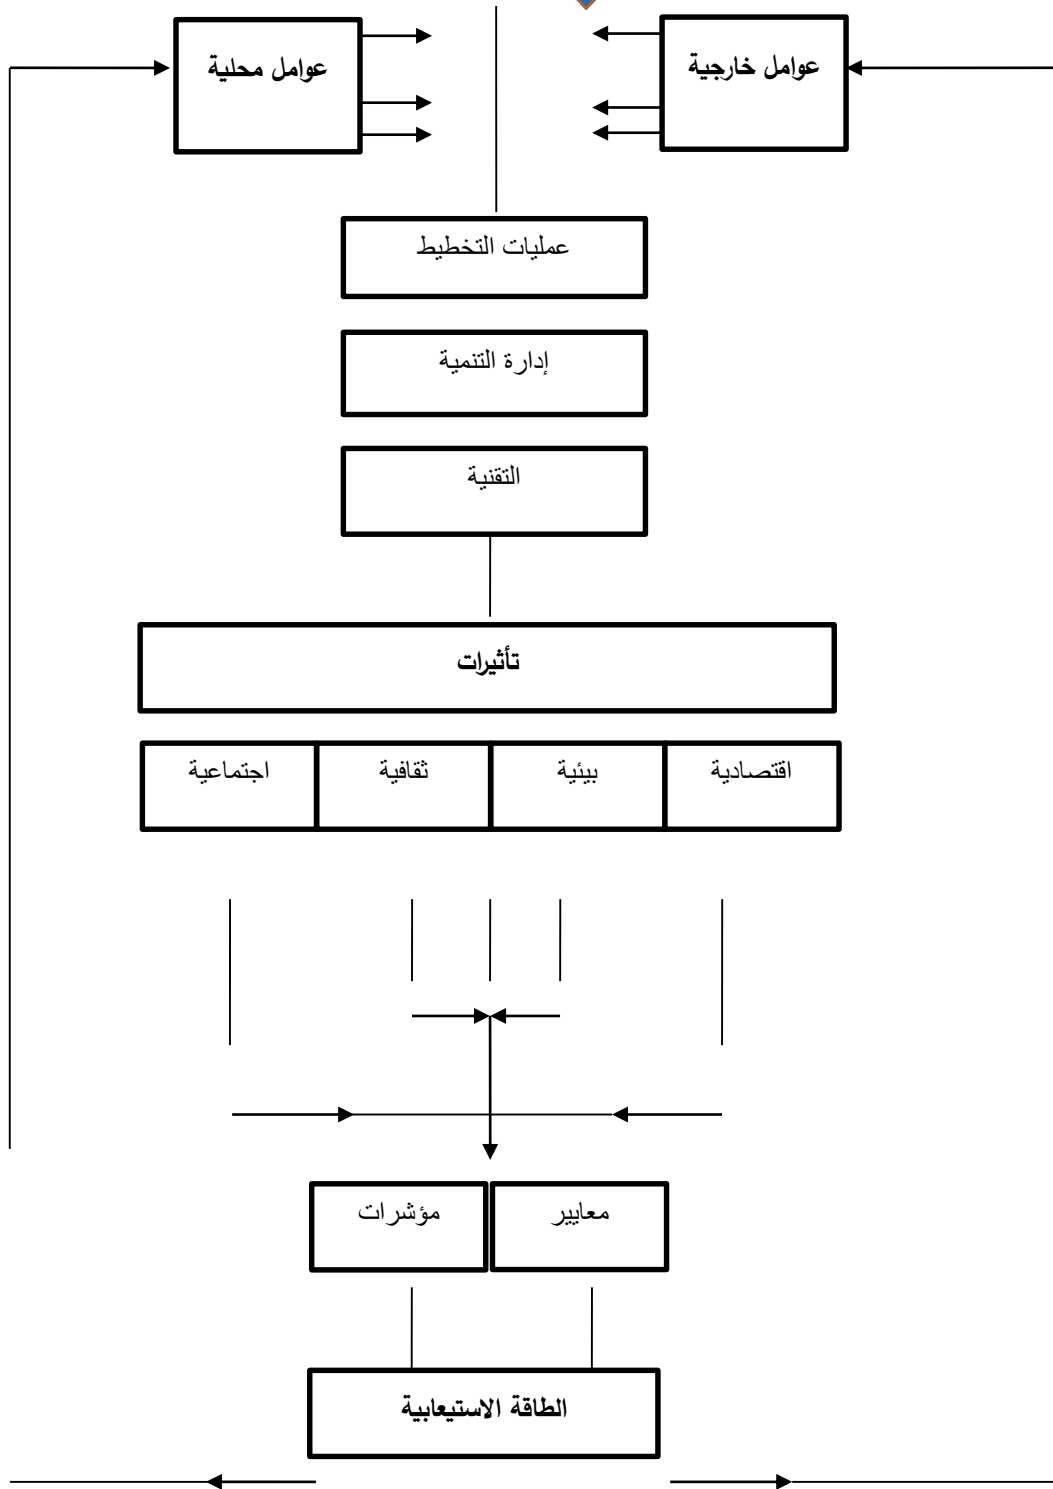 عوامل خارجية
عوامل محلية
عمليات التخطيط
إدارة التنمية
التقنية
تأثيرات
اقتصادية
بيئية
ثقافية
اجتماعية
معايير
مؤشرات
الطاقة الاستيعابية